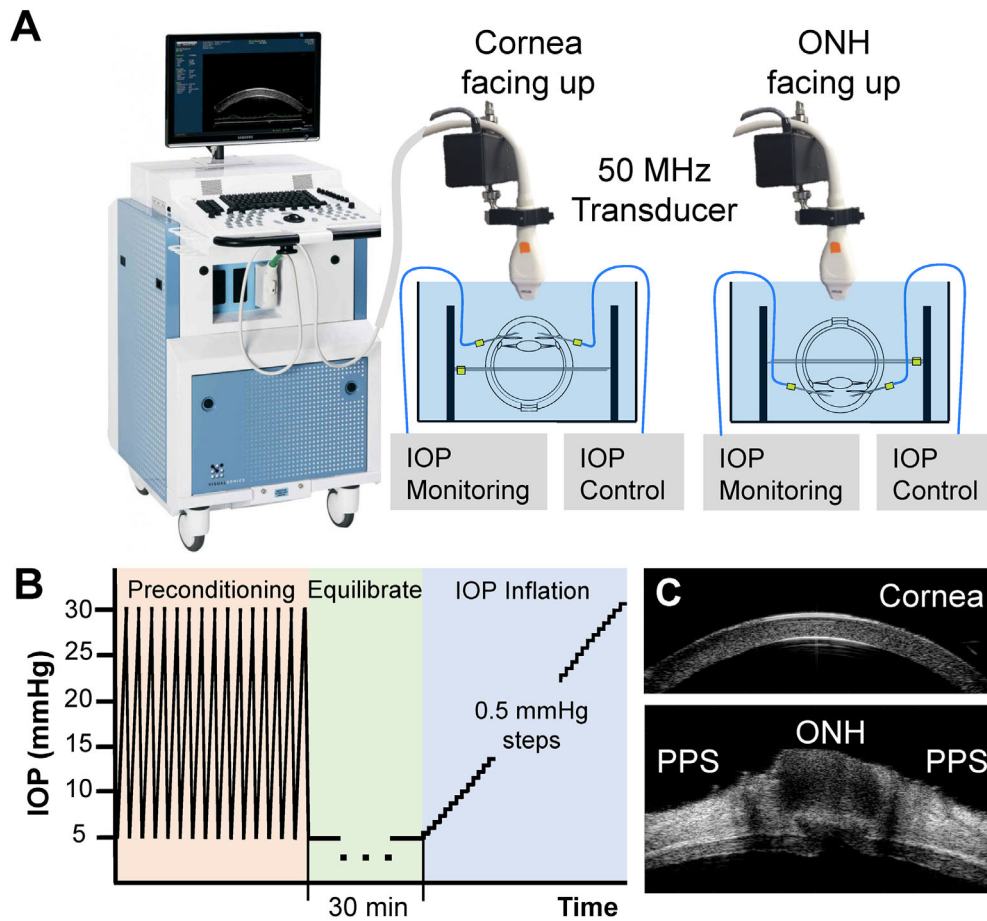 A
Cornea
facing up
ONH
facing up
50 MHz
Transducer
IOP
Monitoring
IOP
Control
IOP
Monitoring
IOP
Control
VISUALSONICS
B
Preconditioning
Equilibrate
IOP Inflation
IOP (mmHg)
30
25
20
15
10
5
0.5 mmHg
steps
30 min
Time
C
Cornea
ONH
PPS
PPS